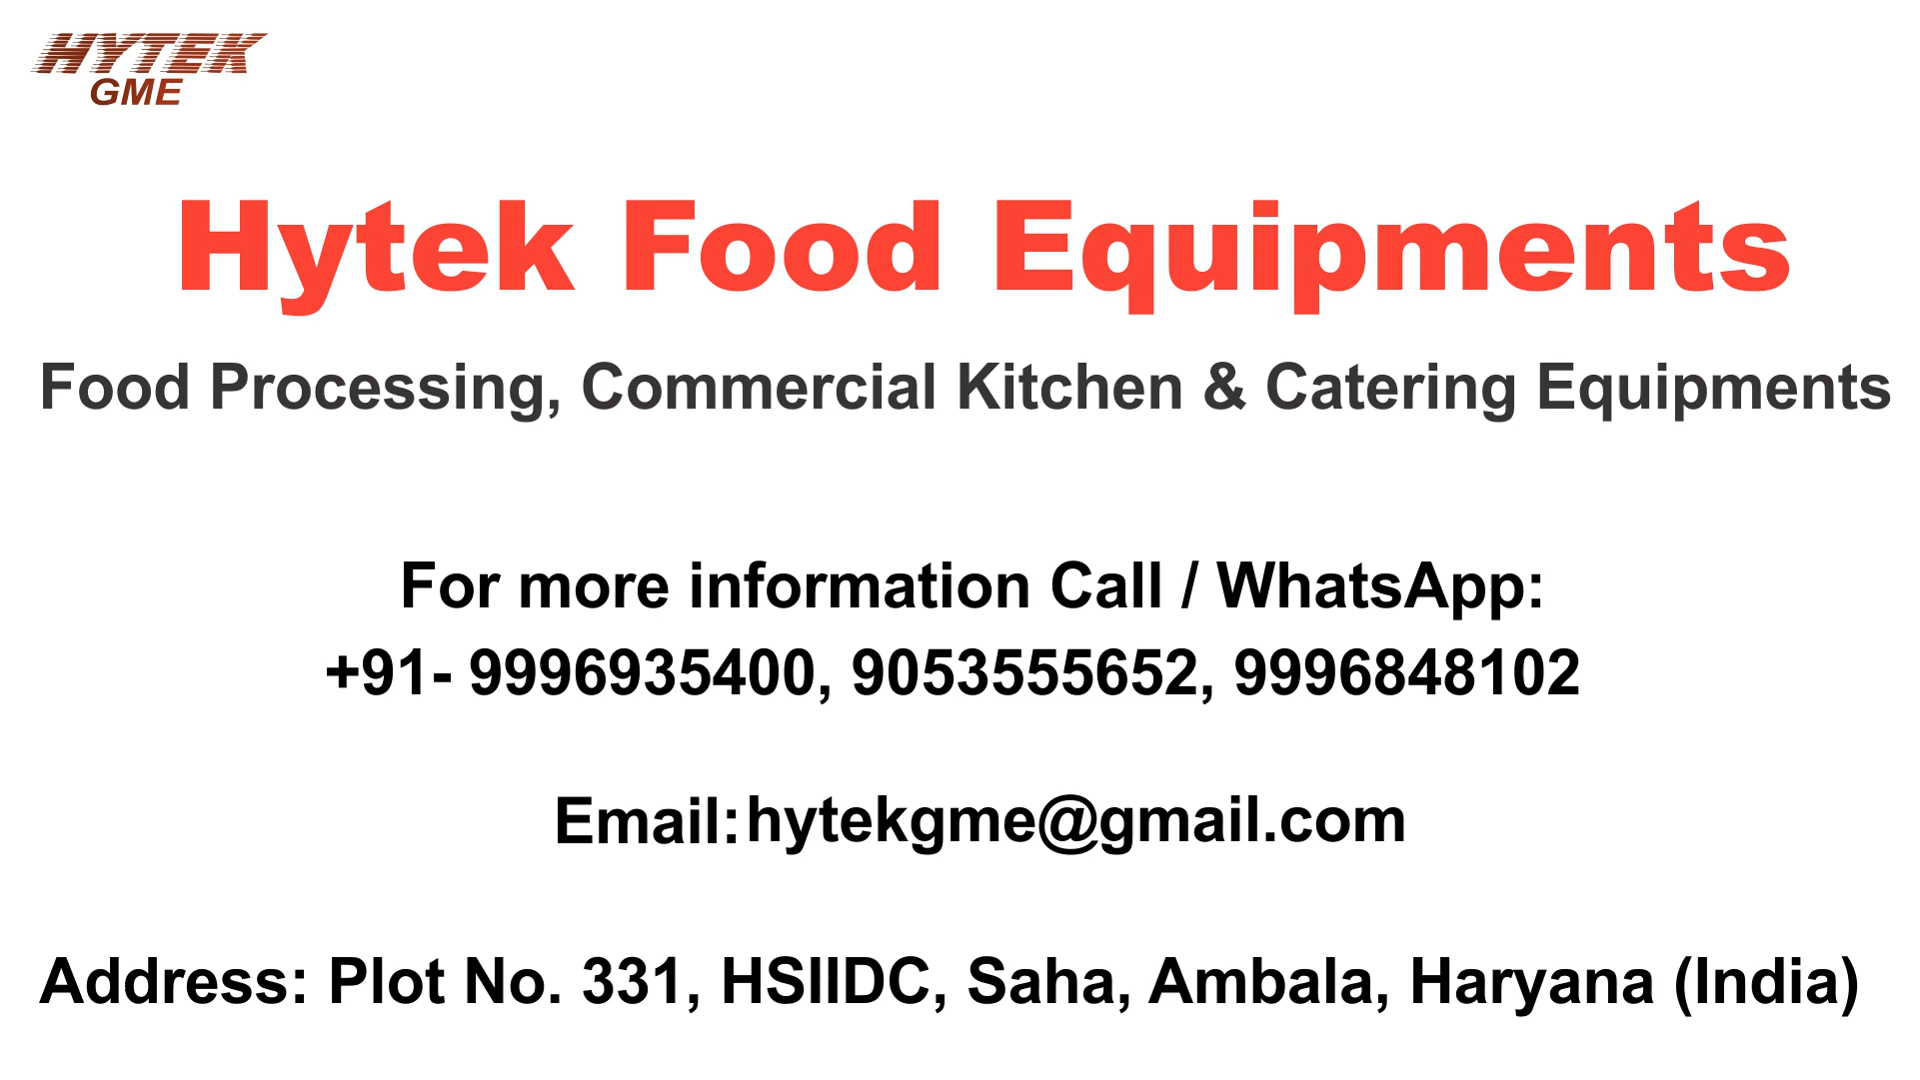 HYTEK
GME
Hytek Food Equipments
Food Processing, Commercial Kitchen & Catering Equipments
For more information Call / WhatsApp:
+91- 9996935400, 9053555652, 9996848102
Email: hytekgme@gmail.com
Address: Plot No. 331, HSIIDC, Saha, Ambala, Haryana (India)